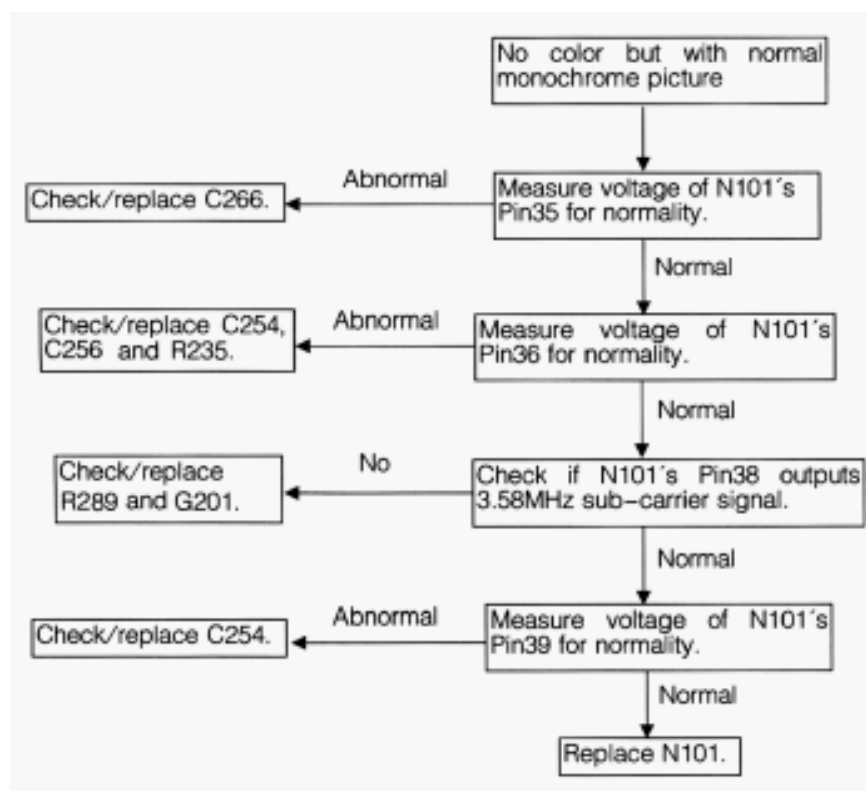 No color but with normal
monochrome picture
Abnormal
Check/replace C266.
Measure voltage of N101's
Pin35 for normality.
Normal
Check/replace C254,
C256 and R235.
Abnormal
Measure voltage of N101's
Pin36 for normality.
Normal
Check/replace
R289 and G201.
No
Check if N101's Pin38 outputs
3.58MHz sub-carrier signal.
Normal
Check/replace C254.
Abnormal
Measure voltage of N101's
Pin39 for normality.
Normal
Replace N101.